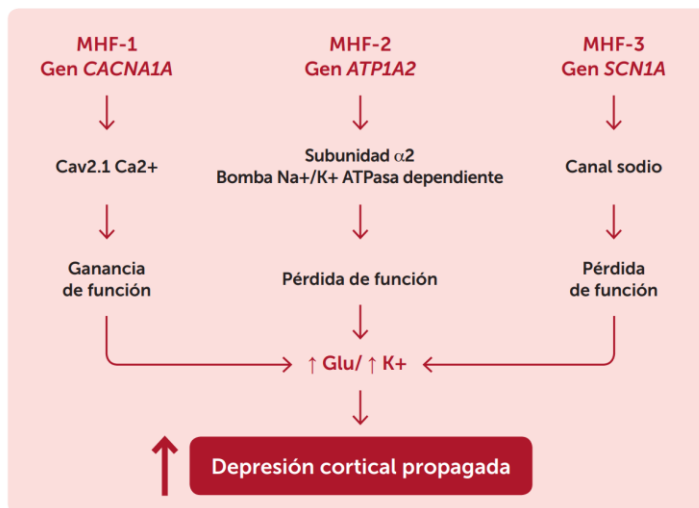 MHF-1
Gen CACNA1A
MHF-2
Gen ATP1A2
MHF-3
Gen SCN1A
Cav2.1 Ca2+
Subunidad α2
Bomba Na+/K+ ATPasa dependiente
Canal sodio
Ganancia
de función
Pérdida de función
Pérdida
de función
↑ Glu/ ↑ K+
Depresión cortical propagada